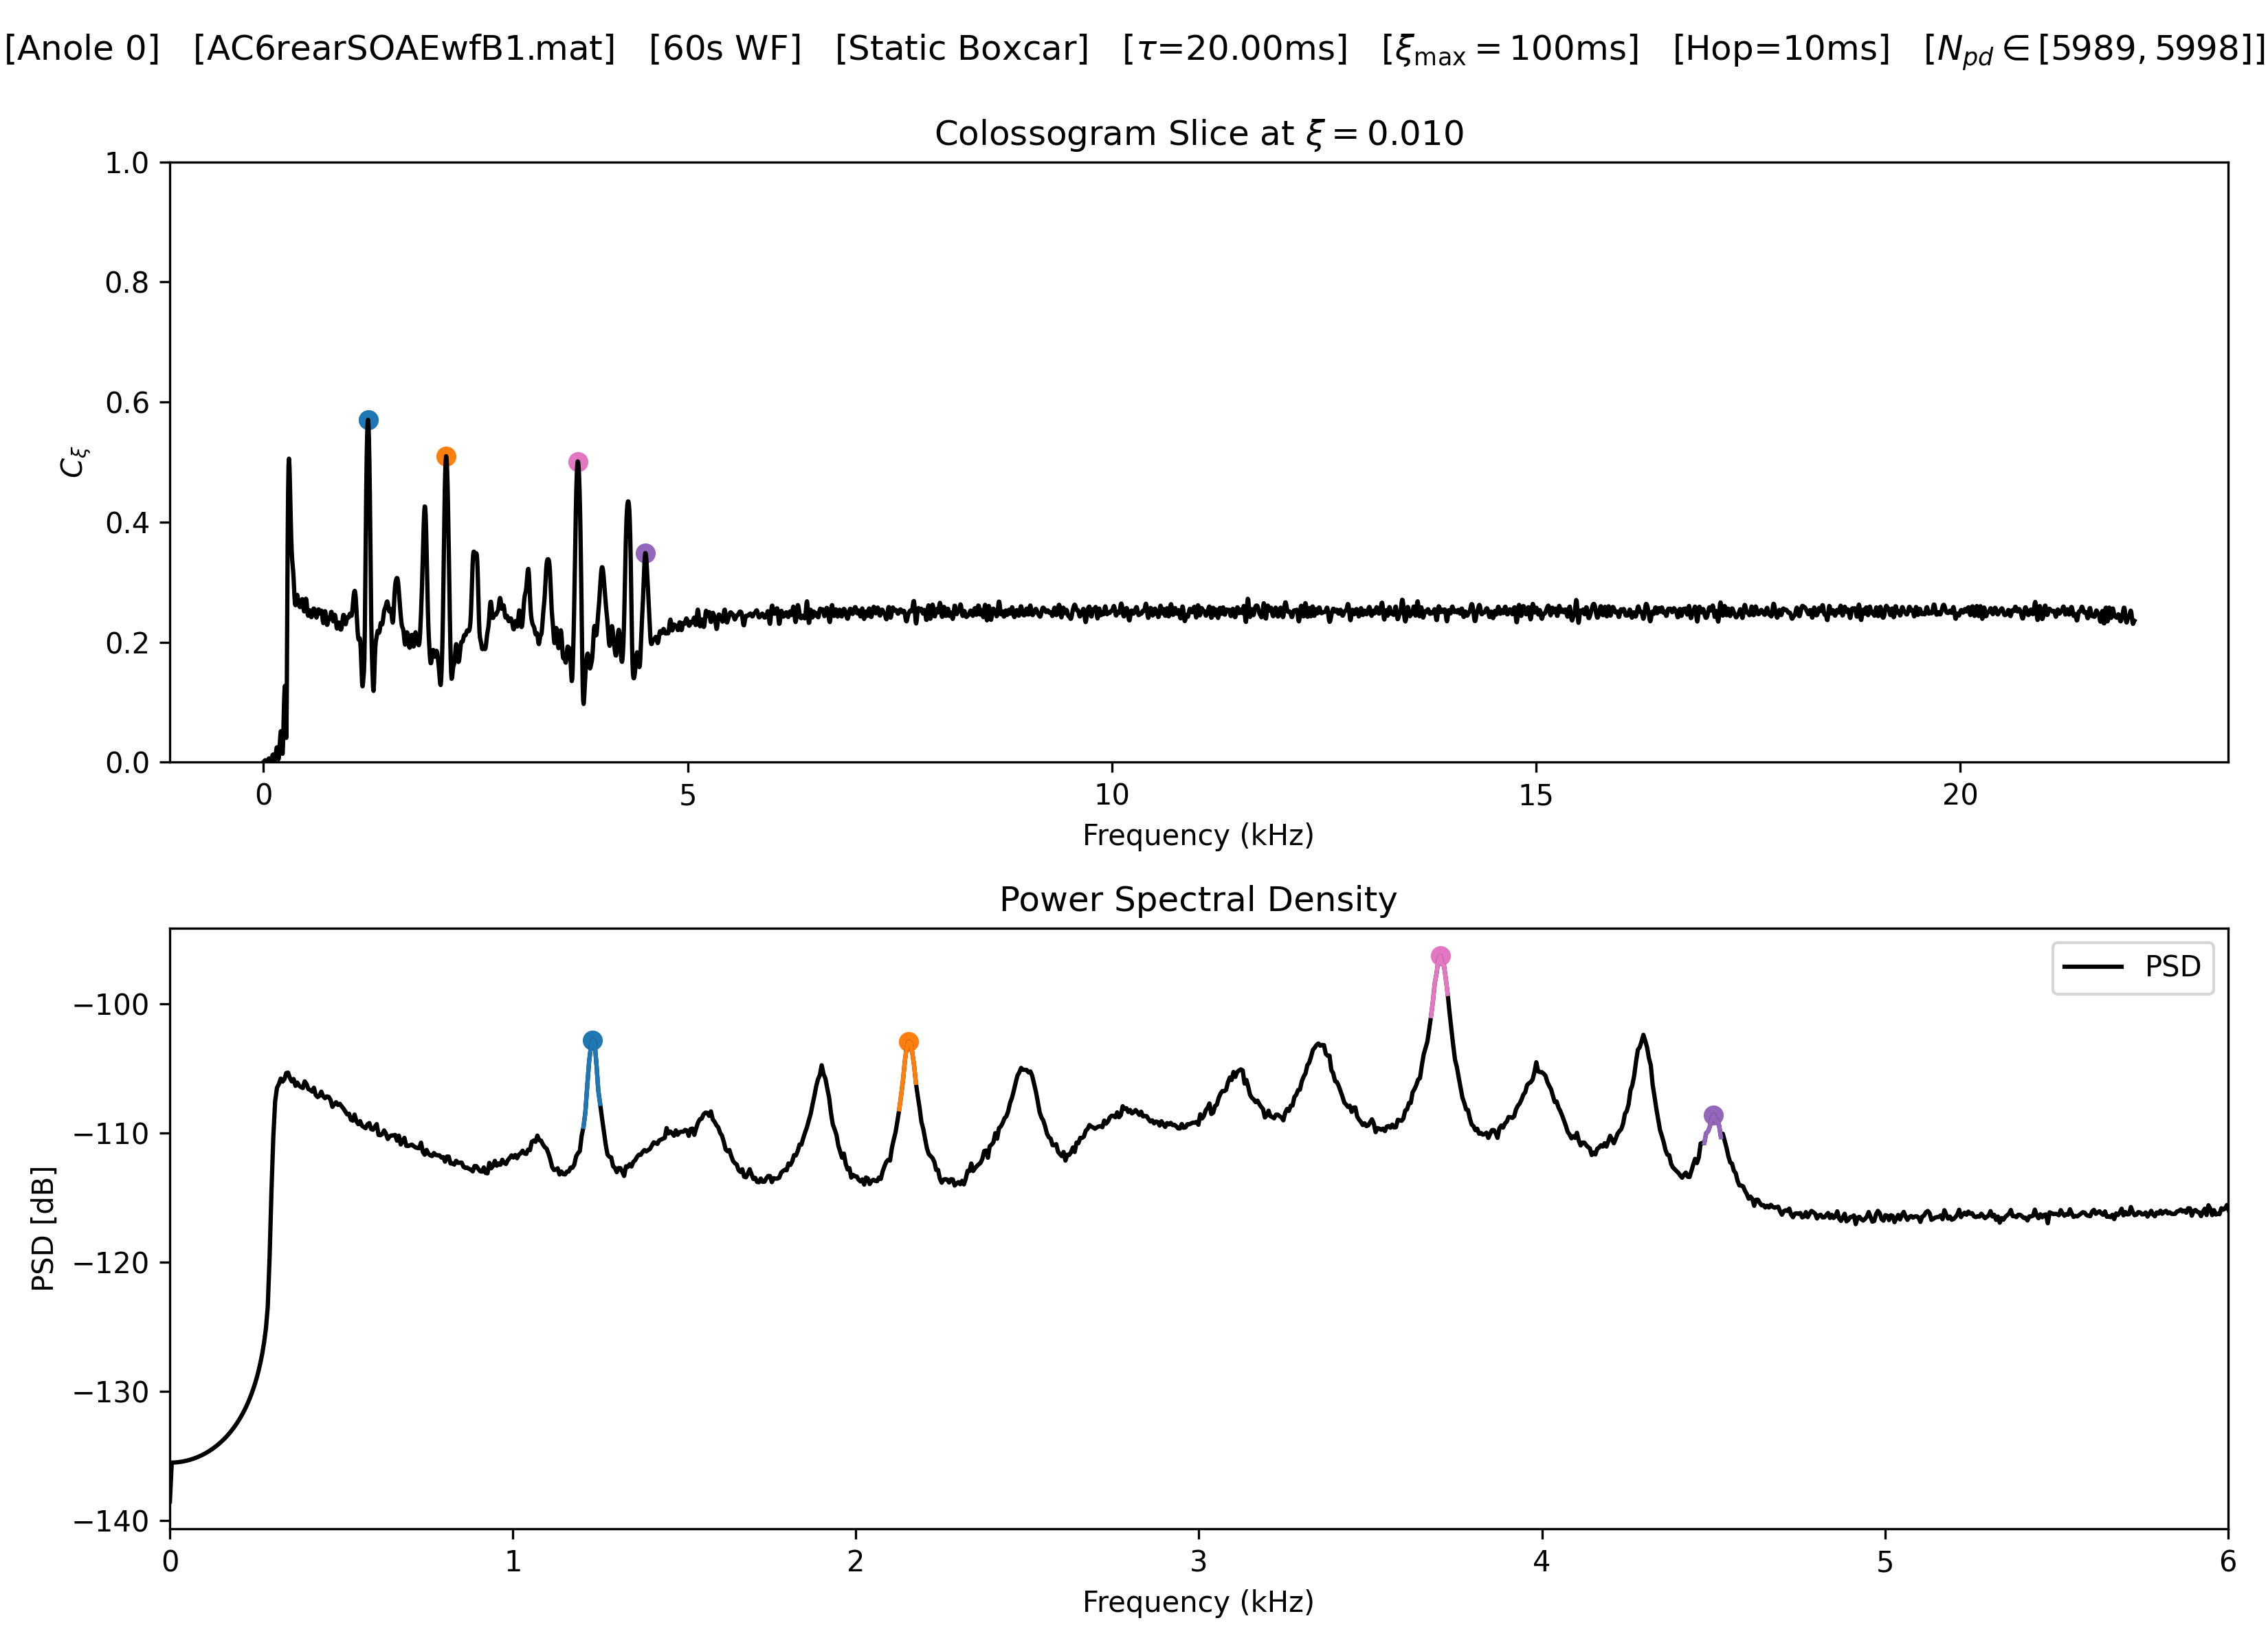 [Anole 0] [AC6rearSOAEwfB1.mat] [60s WF] [Static Boxcar] [τ=20.00ms] [ξmax = 100ms] [Hop=10ms] [Npd ∈ [5989, 5998]]
Colossogram Slice at ξ = 0.010
1.0
0.8
0.6
0.4
0.2
0.0
Cξ
0 5 10 15 20
Frequency (kHz)
Power Spectral Density
PSD
−100
−110
−120
−130
−140
PSD [dB]
0 1 2 3 4 5 6
Frequency (kHz)